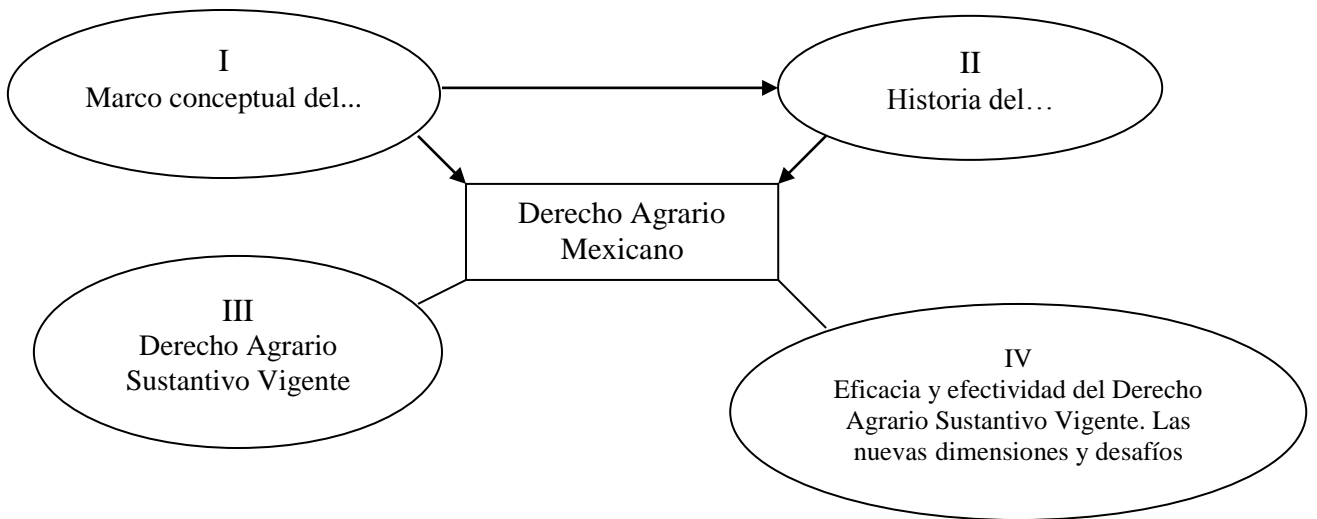 I
Marco conceptual del...
II
Historia del…
Derecho Agrario
Mexicano
III
Derecho Agrario
Sustantivo Vigente
IV
Eficacia y efectividad del Derecho
Agrario Sustantivo Vigente. Las
nuevas dimensiones y desafíos